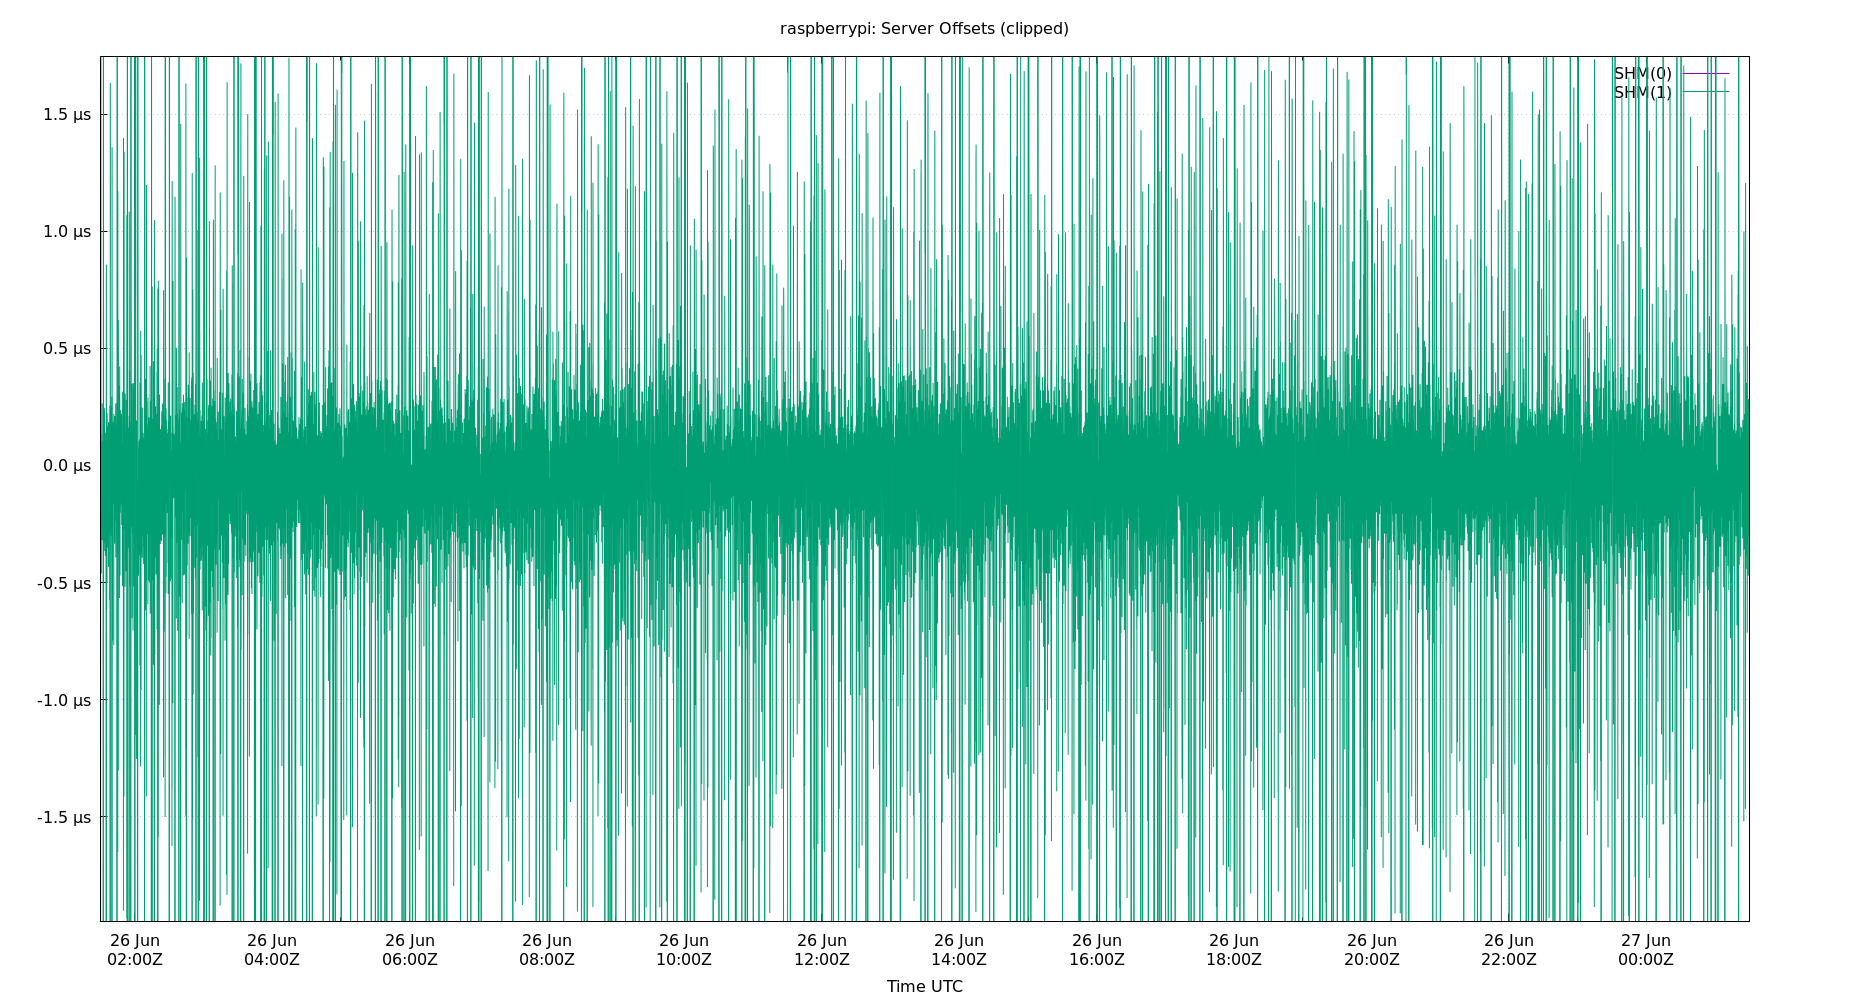 raspberrypi: Server Offsets (clipped)
SHM(0)
SHM(1)
1.5 µs
1.0 µs
0.5 µs
0.0 µs
-0.5 µs
-1.0 µs
-1.5 µs
26 Jun 26 Jun 26 Jun 26 Jun 26 Jun 26 Jun 26 Jun 26 Jun 26 Jun 26 Jun 26 Jun 27 Jun
02:00Z 04:00Z 06:00Z 08:00Z 10:00Z 12:00Z 14:00Z 16:00Z 18:00Z 20:00Z 22:00Z 00:00Z
Time UTC